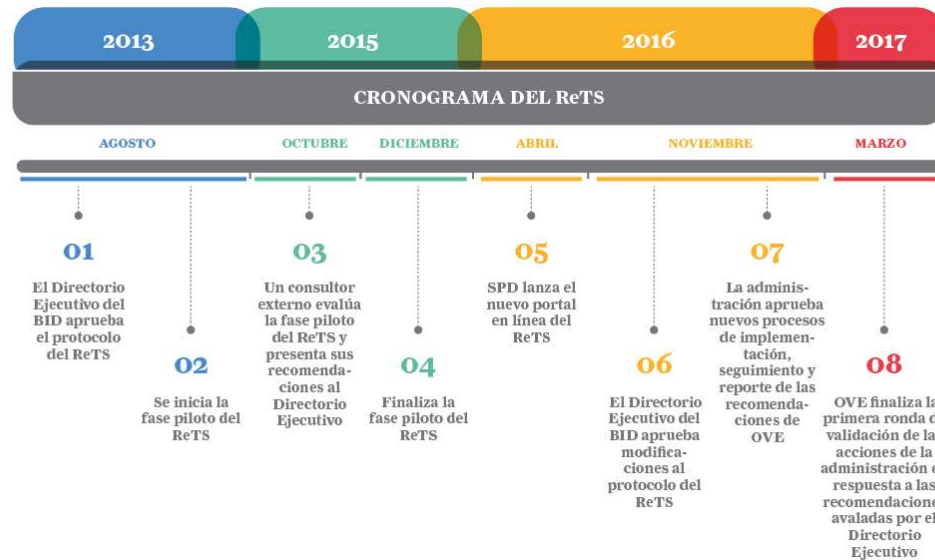 2013
2015
2016
2017
CRONOGRAMA DEL ReTS
AGOSTO
OCTUBRE
DICIEMBRE
ABRIL
NOVIEMBRE
MARZO
01
El Directorio
Ejecutivo del
BID aprueba
el protocolo
del ReTS
02
Se inicia la
fase piloto del
ReTS
03
Un consultor
externo evalúa
la fase piloto
del ReTS y
presenta sus
recomenda-
ciones al
Directorio
Ejecutivo
04
Finaliza la
fase piloto del
ReTS
05
SPD lanza el
nuevo portal
en línea del
ReTS
06
El Directorio
Ejecutivo del
BID aprueba
modifica-
ciones al
protocolo del
ReTS
07
La adminis-
tración aprueba
nuevos procesos
de implemen-
tación,
seguimiento y
reporte de las
recomenda-
ciones de
OVE
08
OVE finaliza la
primera ronda
validación de
acciones de la
administración
respuesta a las
avaladas por el
Directorio
Ejecutivo